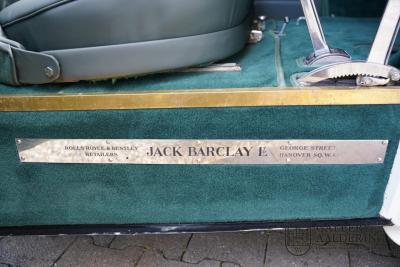 ROLLS ROYCE & BENTLEY
RETAILERS
JACK BARCLAY E
GEORGE STREET
HANOVER SQ. W.